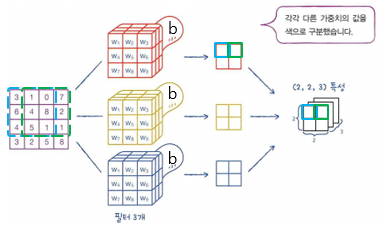 각각 다른 가중치의 값을
색으로 구분했습니다.
b
w₁ w₂ w₃
w₄ w₅ w₆
w₇ w₈ w₉
(2, 2, 3) 특성
3 1 0 7
6 4 8 2
4 5 1 1
3 2 5 8
b
w₁ w₂ w₃
w₄ w₅ w₆
w₇ w₈ w₉
2
3
2
b
w₁ w₂ w₃
w₄ w₅ w₆
w₇ w₈ w₉
필터 3개